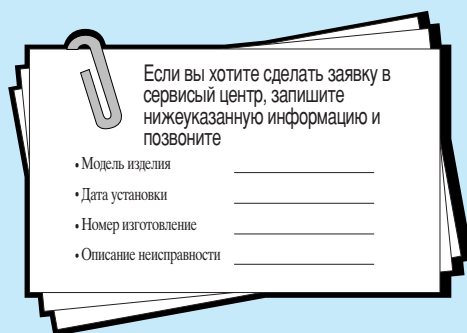 Если вы хотите сделать заявку в
сервисый центр, запишите
нижеуказанную информацию и
позвоните
• Модель изделия
• Дата установки
• Номер изготовление
• Описание неисправности